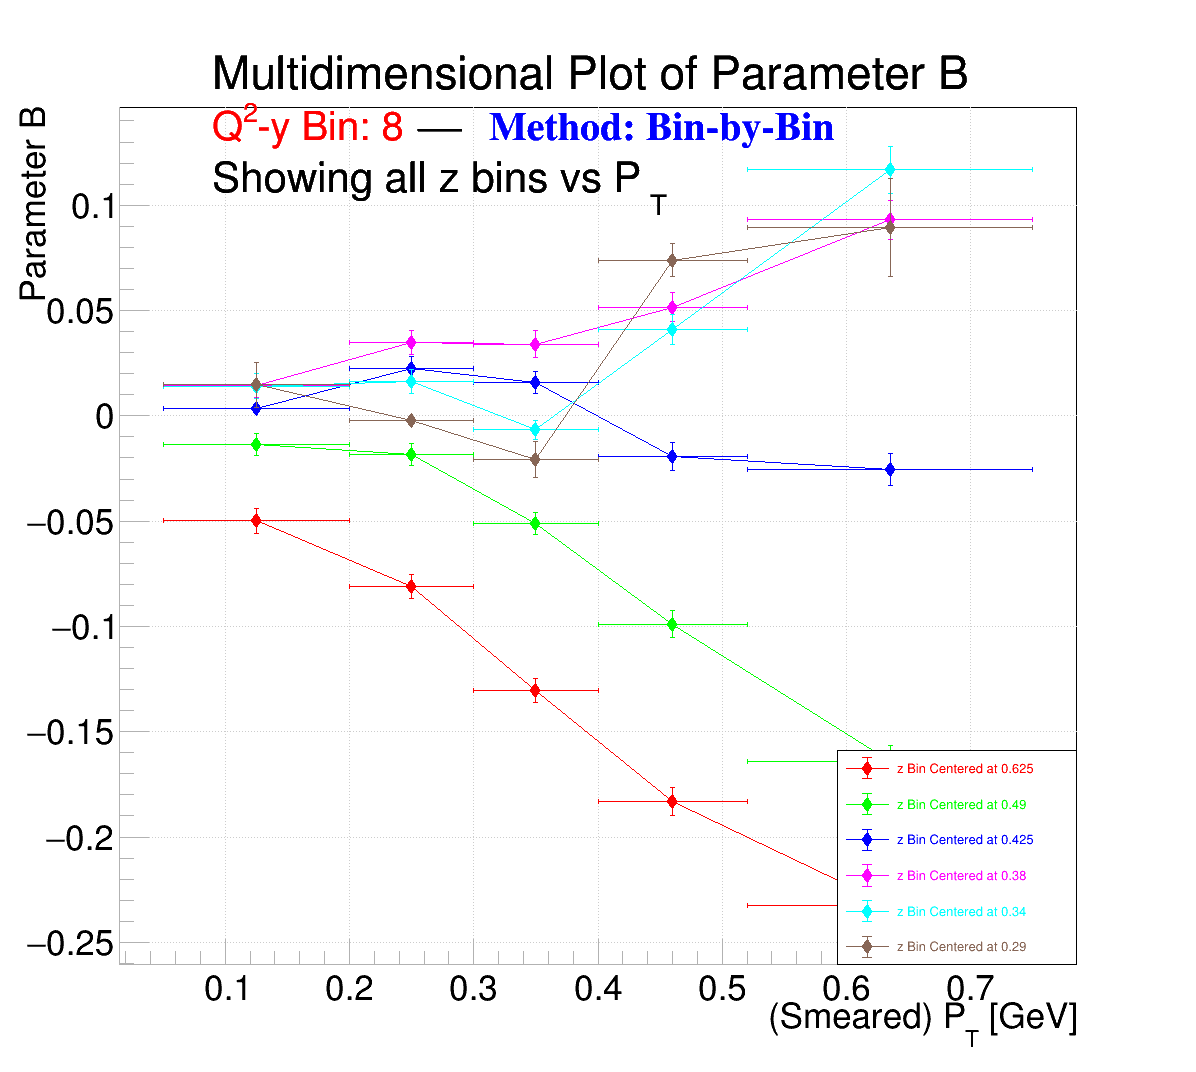 Multidimensional Plot of Parameter B
Q²-y Bin: 8 — Method: Bin-by-Bin
Showing all z bins vs P_T
Parameter B
0.1
0.05
0
−0.05
−0.1
−0.15
−0.2
−0.25
z Bin Centered at 0.625
z Bin Centered at 0.49
z Bin Centered at 0.425
z Bin Centered at 0.38
z Bin Centered at 0.34
z Bin Centered at 0.29
0.1 0.2 0.3 0.4 0.5 0.6 0.7
(Smeared) P_T [GeV]